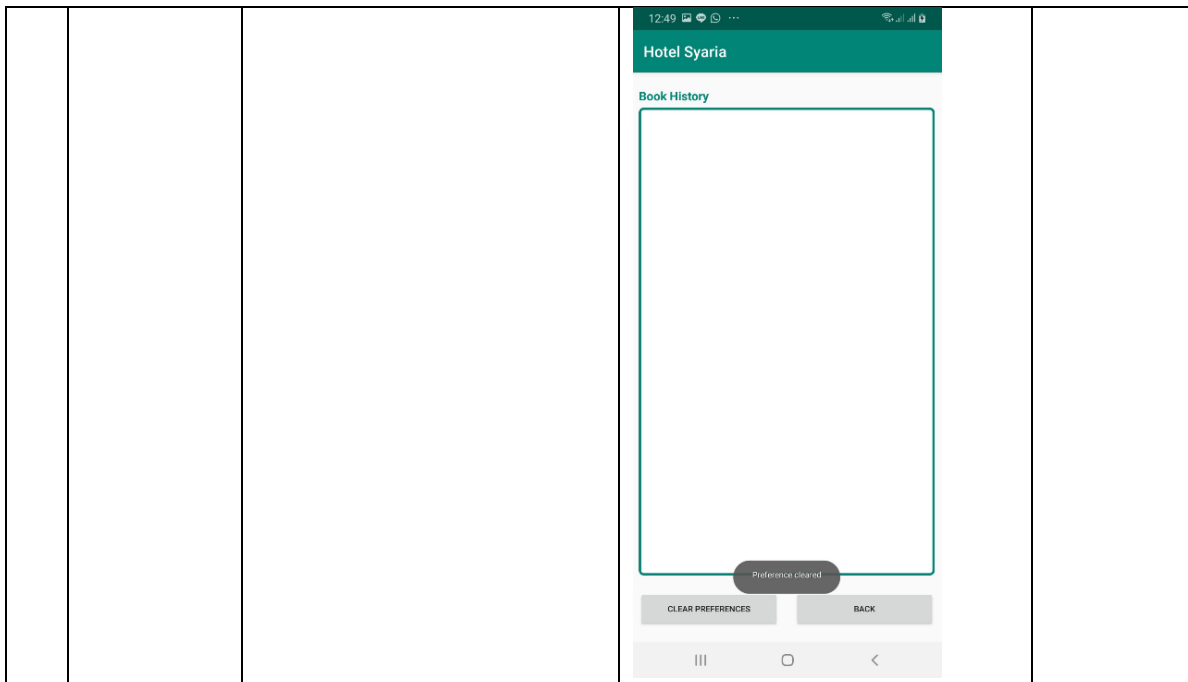 12:49
Hotel Syaria
Book History
Preference cleared
CLEAR PREFERENCES BACK